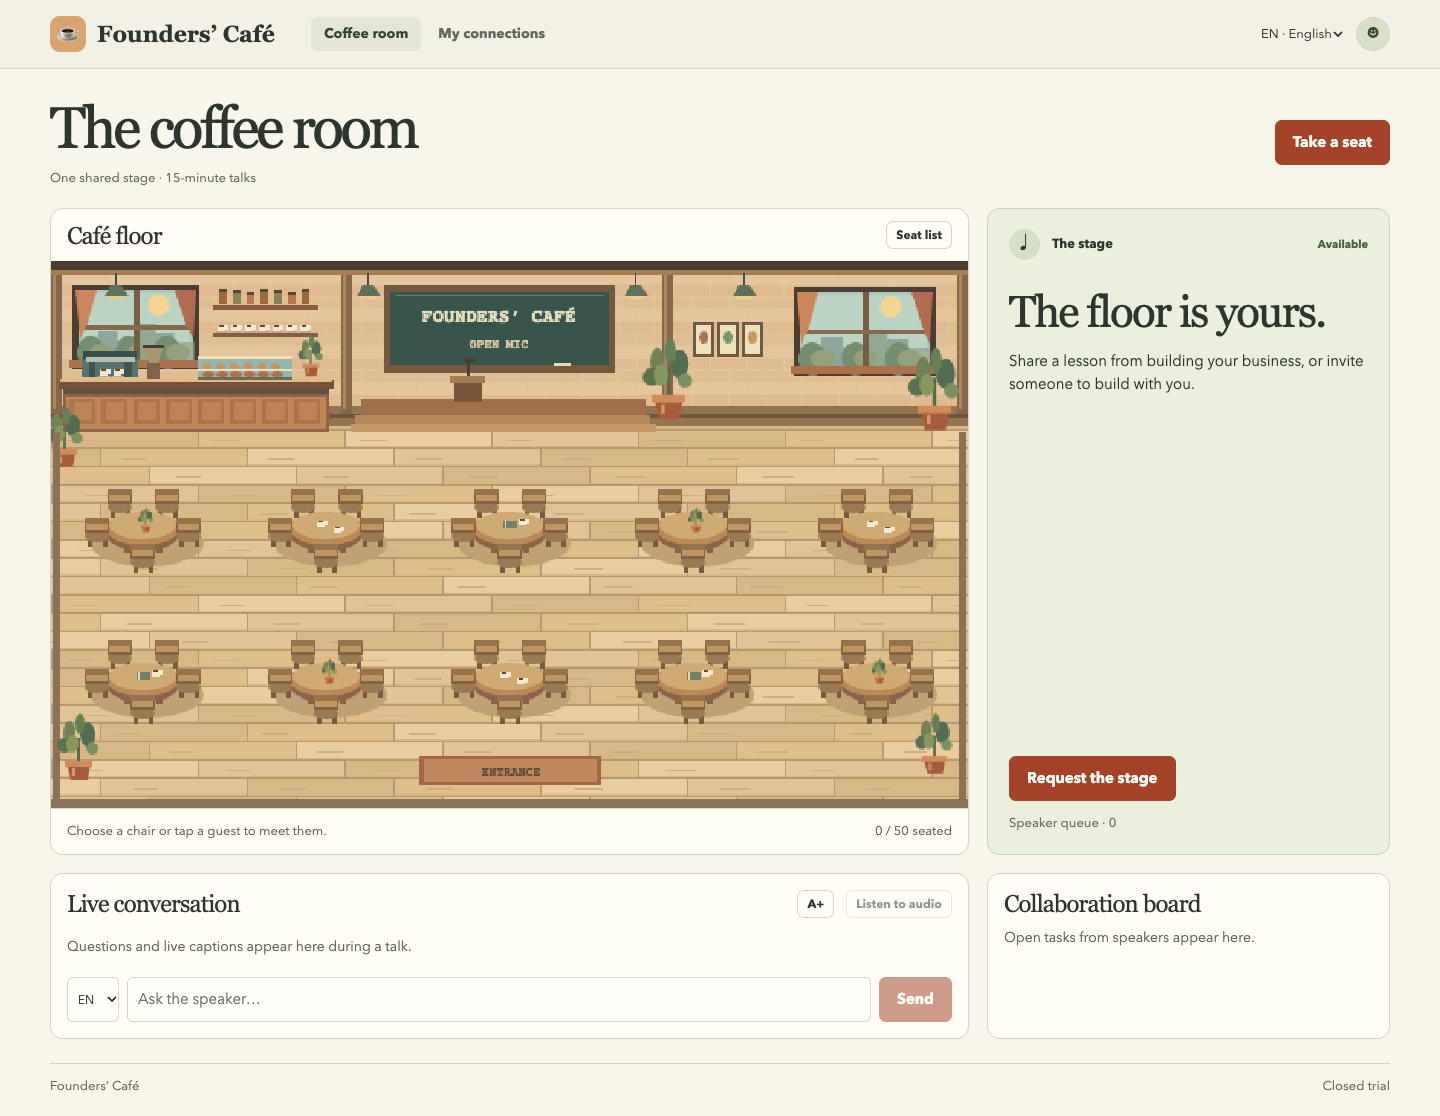 Founders’ Café
Coffee room
My connections
EN · English
The coffee room
One shared stage · 15-minute talks
Take a seat
Café floor
Seat list
FOUNDERS’ CAFÉ
OPEN MIC
ENTRANCE
Choose a chair or tap a guest to meet them.
0 / 50 seated
The stage
Available
The floor is yours.
Share a lesson from building your business, or invite
someone to build with you.
Request the stage
Speaker queue · 0
Live conversation
A+
Listen to audio
Questions and live captions appear here during a talk.
EN
Ask the speaker…
Send
Collaboration board
Open tasks from speakers appear here.
Founders’ Café
Closed trial